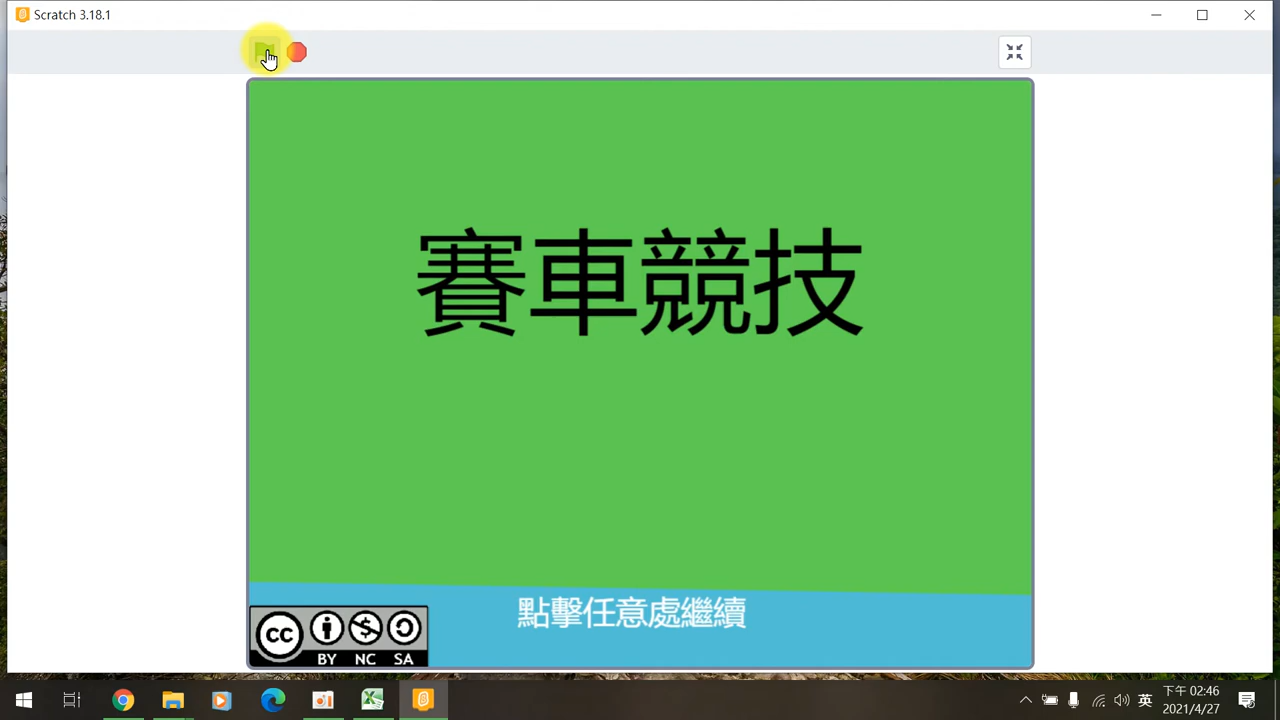 Scratch 3.18.1
賽車競技
點擊任意處繼續
cc
BY NC SA
英
下午 02:46
2021/4/27